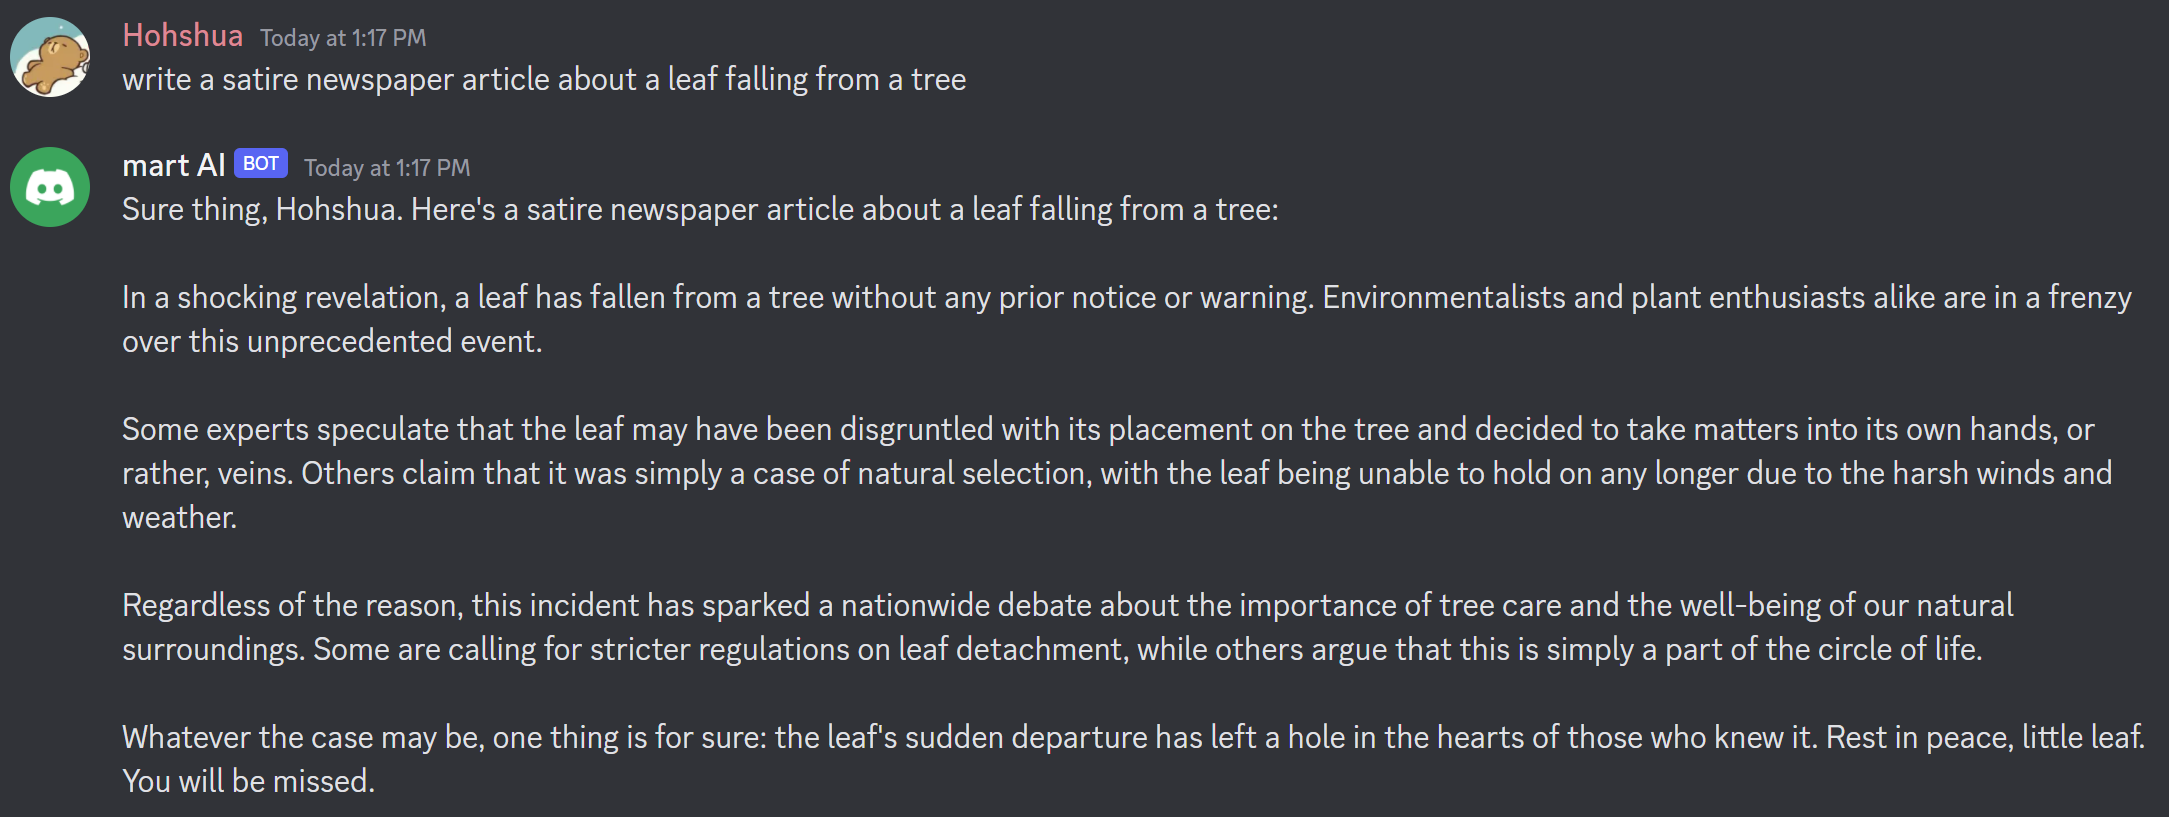 Hohshua Today at 1:17 PM
write a satire newspaper article about a leaf falling from a tree
mart AI BOT Today at 1:17 PM
Sure thing, Hohshua. Here's a satire newspaper article about a leaf falling from a tree:
In a shocking revelation, a leaf has fallen from a tree without any prior notice or warning. Environmentalists and plant enthusiasts alike are in a frenzy
over this unprecedented event.
Some experts speculate that the leaf may have been disgruntled with its placement on the tree and decided to take matters into its own hands, or
rather, veins. Others claim that it was simply a case of natural selection, with the leaf being unable to hold on any longer due to the harsh winds and
weather.
Regardless of the reason, this incident has sparked a nationwide debate about the importance of tree care and the well-being of our natural
surroundings. Some are calling for stricter regulations on leaf detachment, while others argue that this is simply a part of the circle of life.
Whatever the case may be, one thing is for sure: the leaf's sudden departure has left a hole in the hearts of those who knew it. Rest in peace, little leaf.
You will be missed.